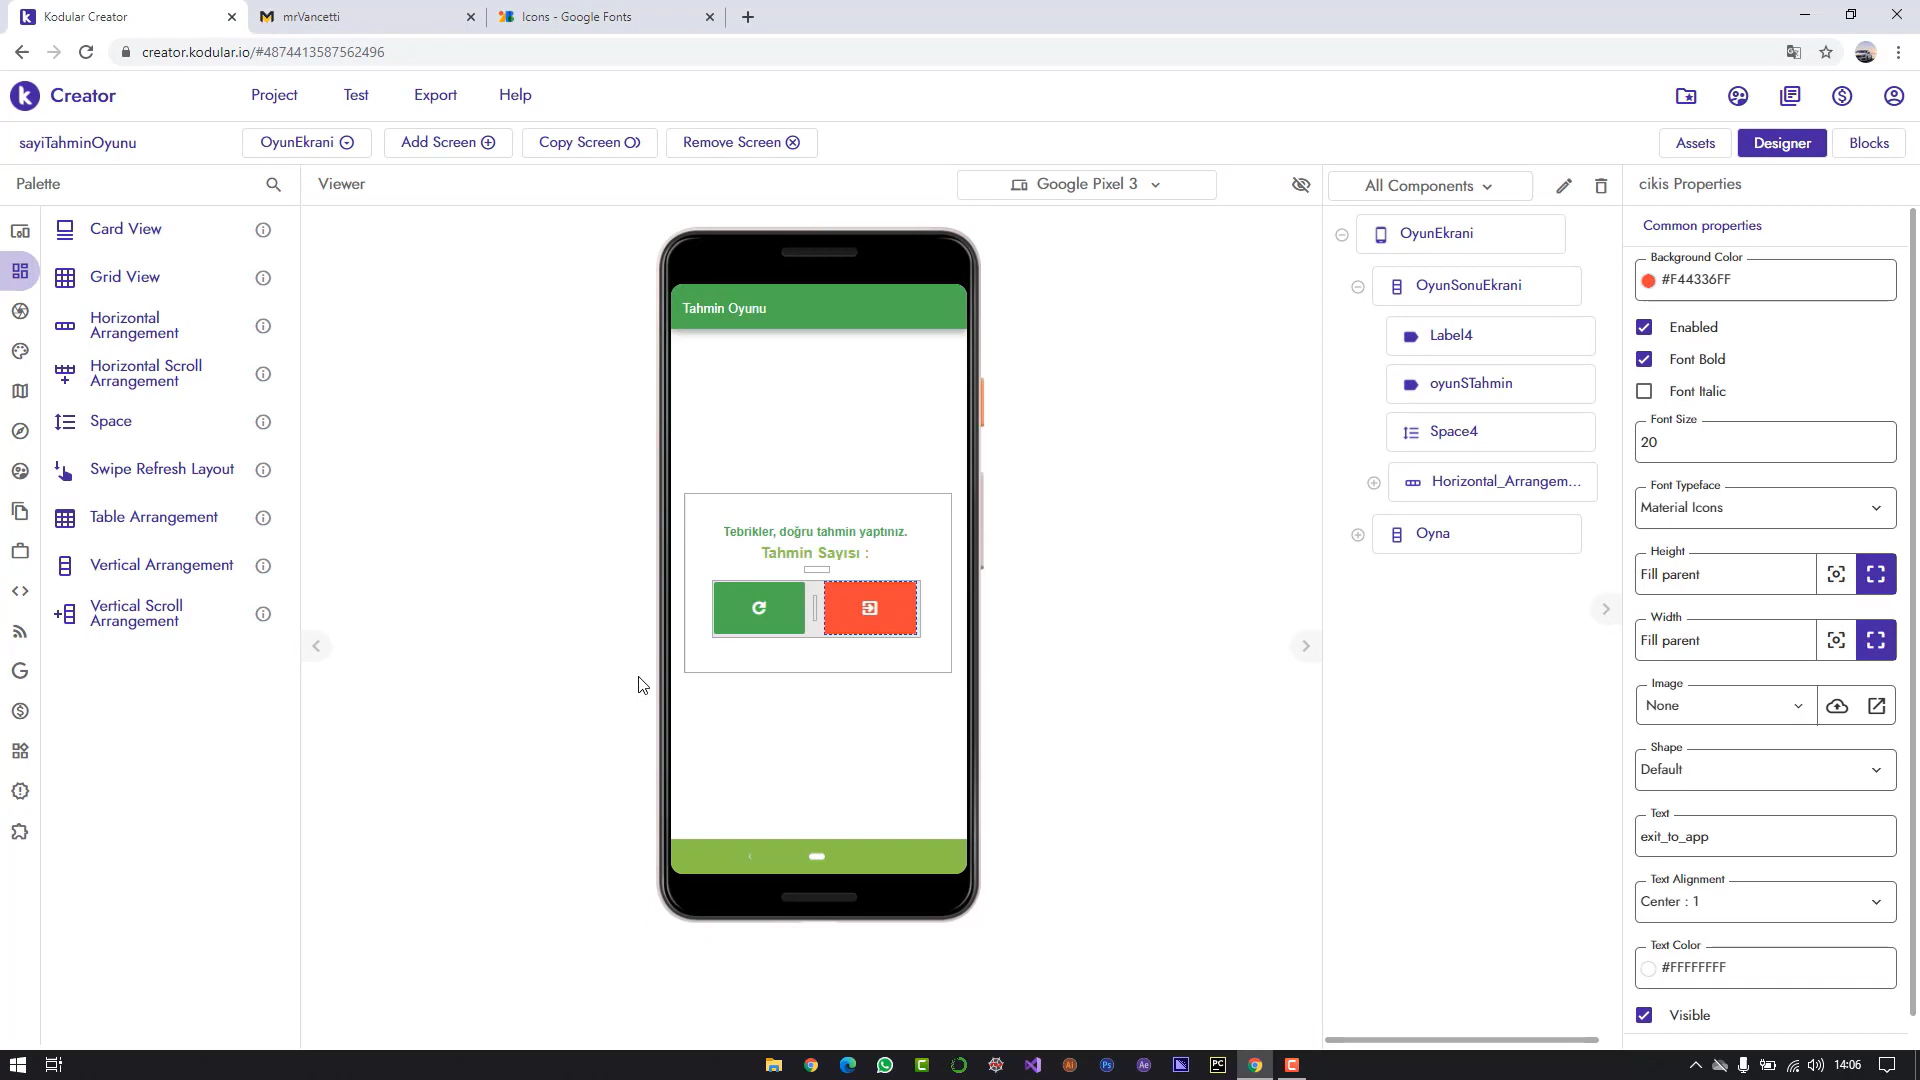 Kodular Creator
mrVancetti
Icons - Google Fonts
creator.kodular.io/#4874413587562496
Creator
Project
Test
Export
Help
sayiTahminOyunu
OyunEkrani
Add Screen
Copy Screen
Remove Screen
Assets
Designer
Blocks
Palette
Viewer
Google Pixel 3
All Components
cikis Properties
Card View
Grid View
Horizontal
Arrangement
Horizontal Scroll
Arrangement
Space
Swipe Refresh Layout
Table Arrangement
Vertical Arrangement
Vertical Scroll
Arrangement
Tahmin Oyunu
Tebrikler, doğru tahmin yaptınız.
Tahmin Sayısı :
OyunEkrani
OyunSonuEkrani
Label4
oyunSTahmin
Space4
Horizontal_Arrangem...
Oyna
Common properties
Background Color
#F44336FF
Enabled
Font Bold
Font Italic
Font Size
20
Font Typeface
Material Icons
Height
Fill parent
Width
Fill parent
Image
None
Shape
Default
Text
exit_to_app
Text Alignment
Center : 1
Text Color
#FFFFFFFF
Visible
14:06